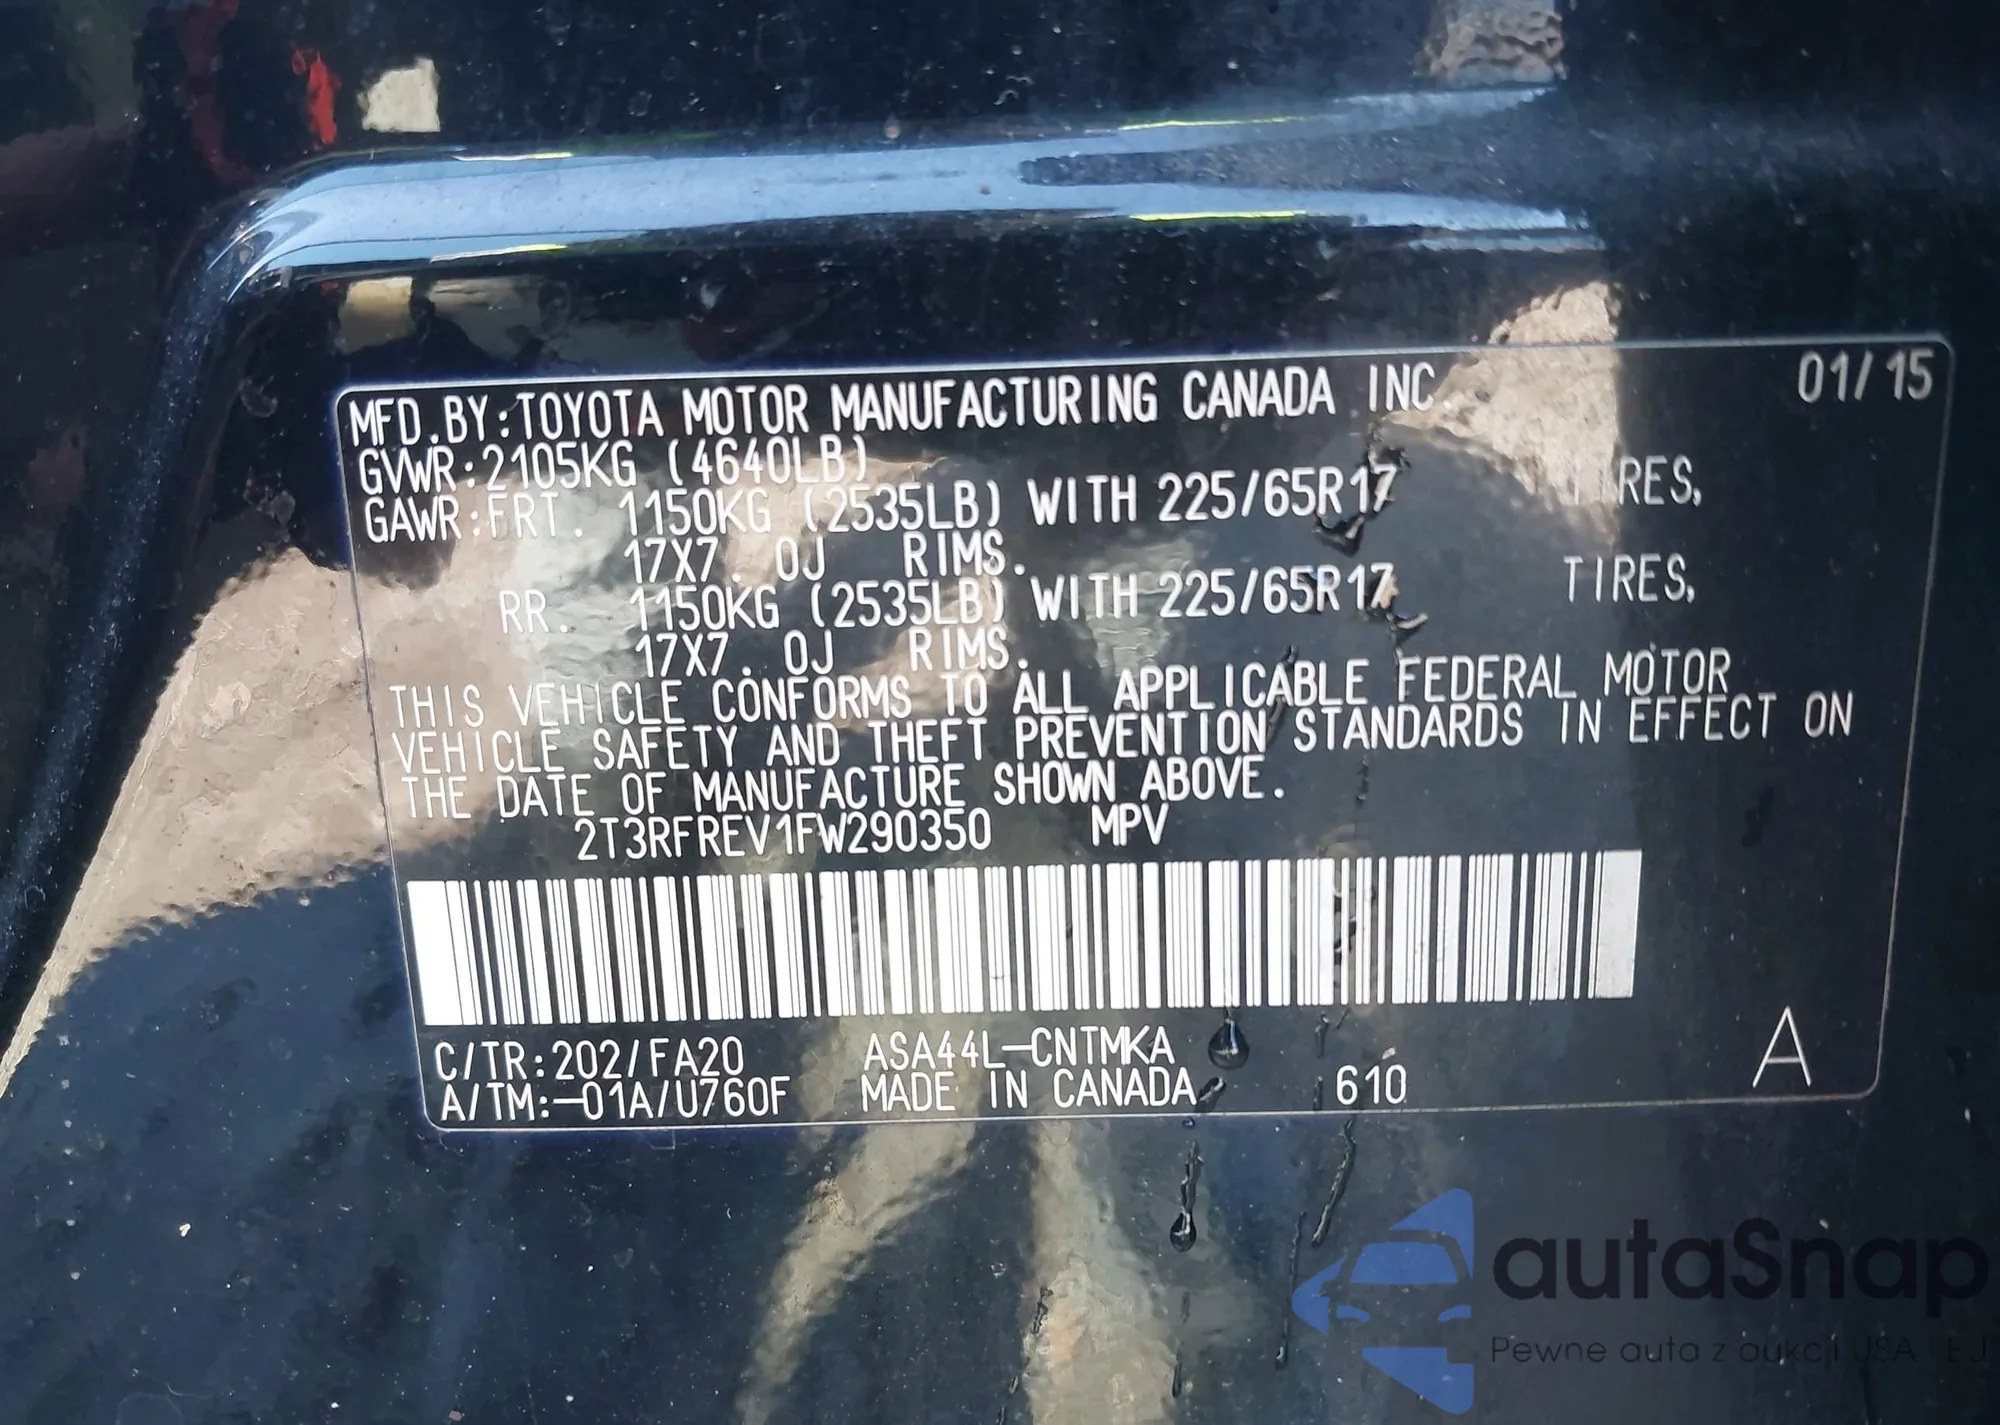 01/15
MFD.BY:TOYOTA MOTOR MANUFACTURING CANADA INC.
GVWR:2105KG (4640LB)
GAWR:FRT. 1150KG (2535LB) WITH 225/65R17 TIRES,
17X7.0J RIMS.
RR. 1150KG (2535LB) WITH 225/65R17 TIRES,
17X7.0J RIMS.
THIS VEHICLE CONFORMS TO ALL APPLICABLE FEDERAL MOTOR
VEHICLE SAFETY AND THEFT PREVENTION STANDARDS IN EFFECT ON
THE DATE OF MANUFACTURE SHOWN ABOVE.
2T3RFREV1FW290350 MPV
C/TR:202/FA20 ASA44L-CNTMKA
A/TM:-01A/U760F MADE IN CANADA 610 A
autaSnap
Pewne auta z aukcji USA